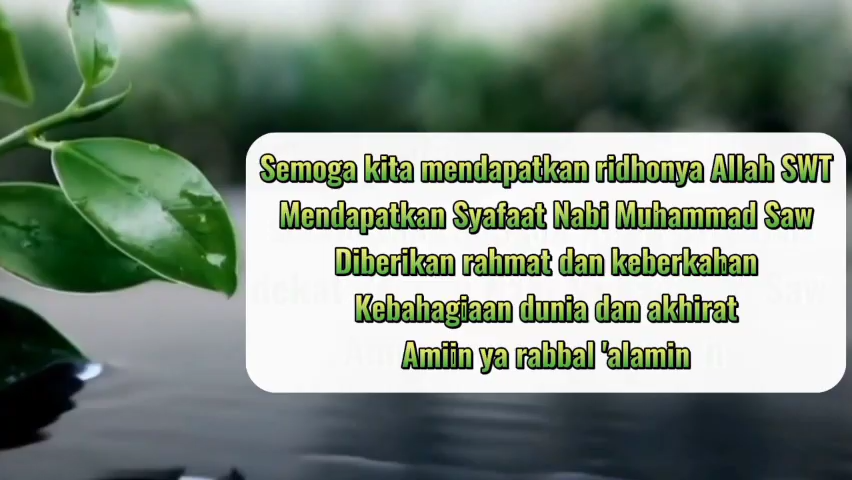 Semoga kita mendapatkan ridhonya Allah SWT
Mendapatkan Syafaat Nabi Muhammad Saw
Diberikan rahmat dan keberkahan
Kebahagiaan dunia dan akhirat
Amiin ya rabbal 'alamin